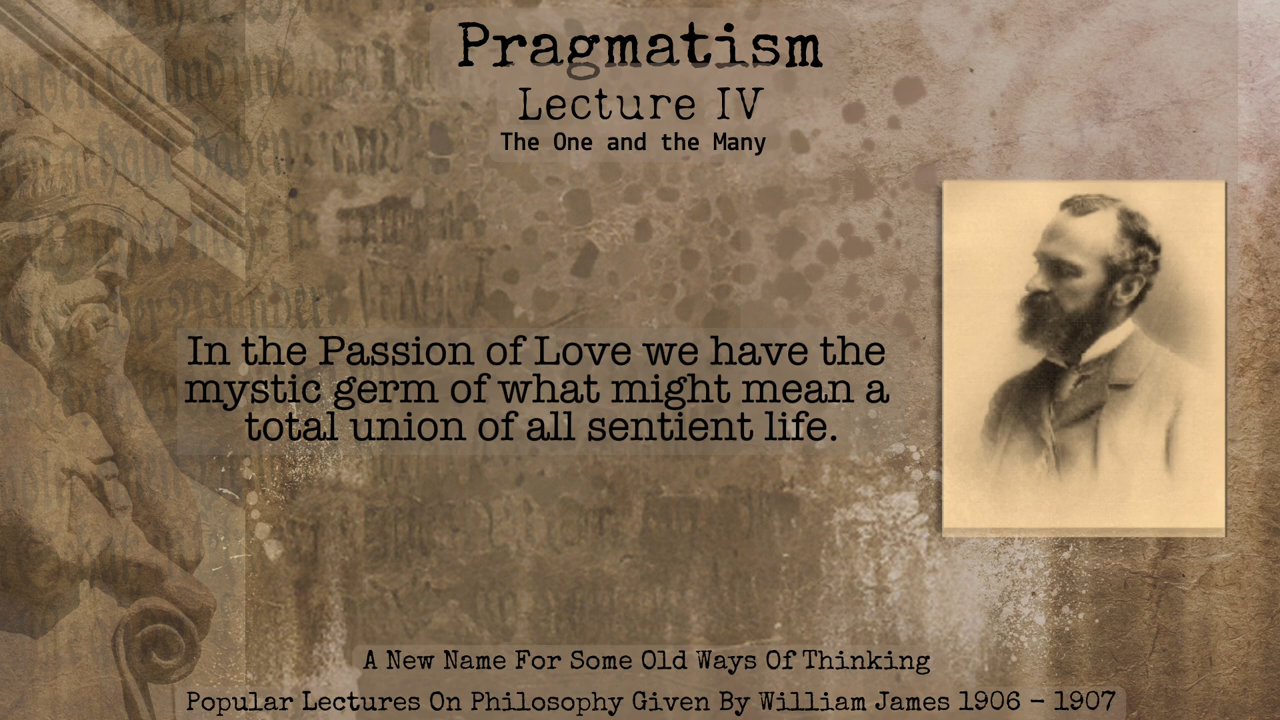 Pragmatism
Lecture IV
The One and the Many
In the Passion of Love we have the
mystic germ of what might mean a
total union of all sentient life.
A New Name For Some Old Ways Of Thinking
Popular Lectures On Philosophy Given By William James 1906 - 1907